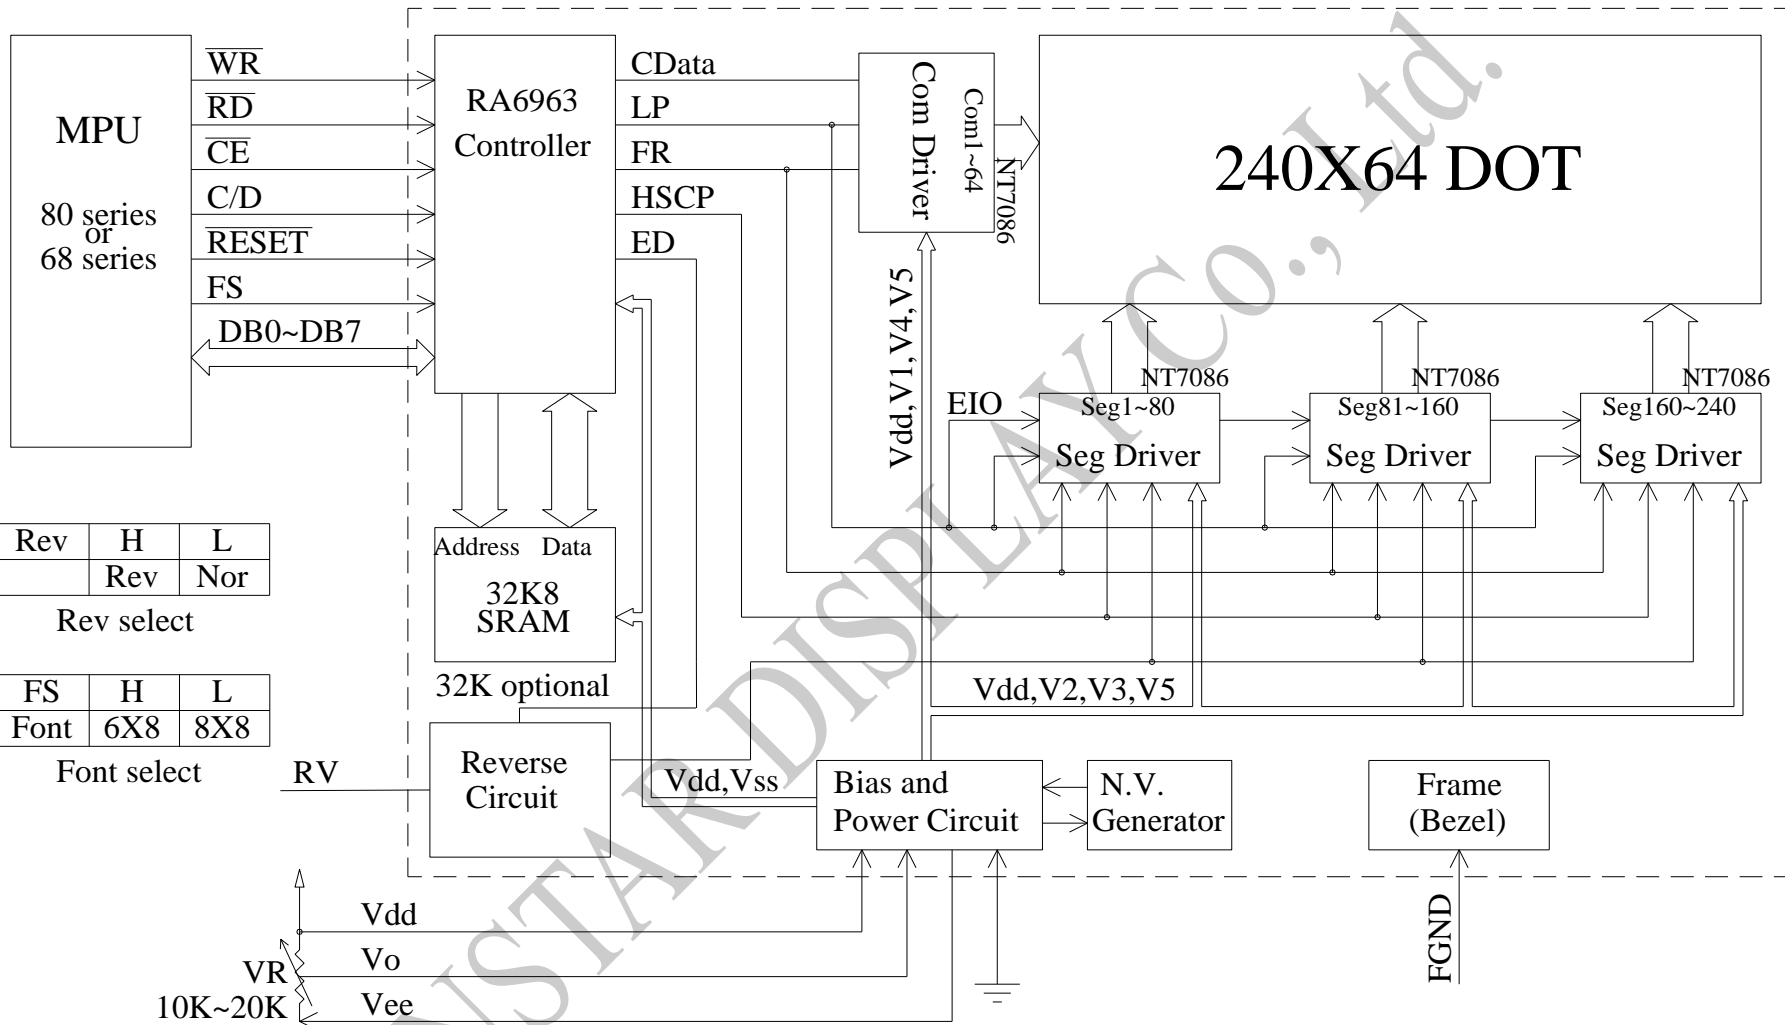 MPU
80 series
or
68 series
WR
RD
CE
C/D
RESET
FS
DB0~DB7
RA6963
Controller
CData
LP
FR
HSCP
ED
Com Driver
Com1~64
NT7086
240X64 DOT
Vdd,V1,V4,V5
EIO
NT7086
Seg1~80
Seg Driver
NT7086
Seg81~160
Seg Driver
NT7086
Seg160~240
Seg Driver
Address Data
32K8
SRAM
32K optional
Rev H L
Rev Nor
Rev select
FS H L
Font 6X8 8X8
Font select
Vdd,V2,V3,V5
RV
Reverse
Circuit
Vdd,Vss
Bias and
Power Circuit
N.V.
Generator
Frame
(Bezel)
FGND
Vdd
Vo
Vee
VR
10K~20K
NSTAR DISPLAY Co., Ltd.